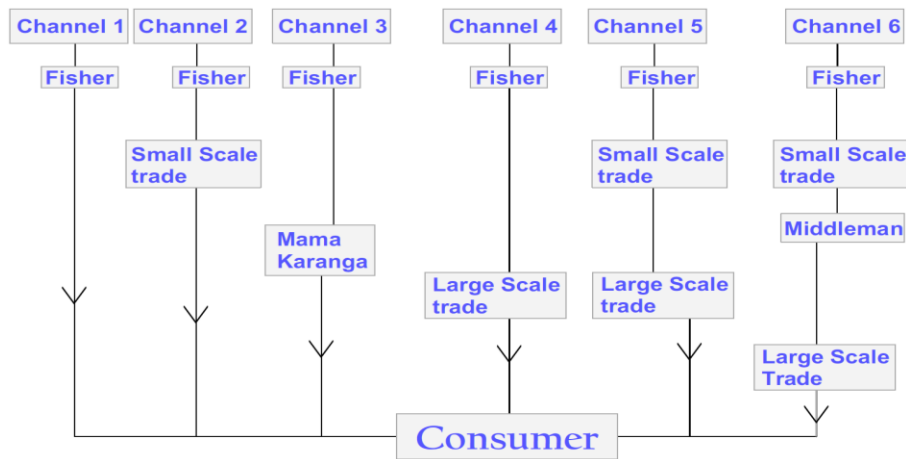 Channel 1
Channel 2
Channel 3
Channel 4
Channel 5
Channel 6
Fisher
Fisher
Fisher
Fisher
Fisher
Fisher
Small Scale
trade
Small Scale
trade
Small Scale
trade
Mama
Karanga
Middleman
Large Scale
trade
Large Scale
trade
Large Scale
Trade
Consumer